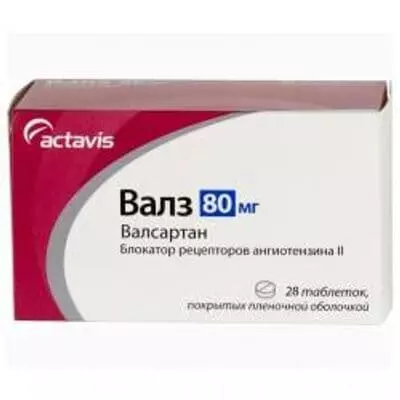 actavis
Валз 80 мг
Валсартан
Блокатор рецепторов ангиотензина II
28 таблеток,
покрытых пленочной оболочкой